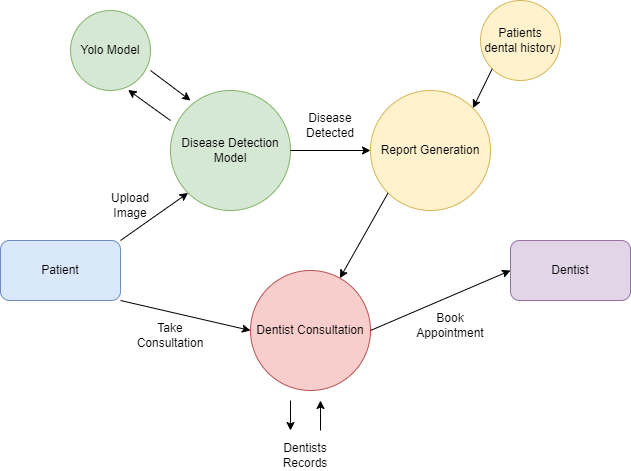 Yolo Model
Patients
dental history
Disease
Detected
Disease Detection
Model
Report Generation
Upload
Image
Patient
Dentist
Take
Consultation
Dentist Consultation
Book
Appointment
Dentists
Records